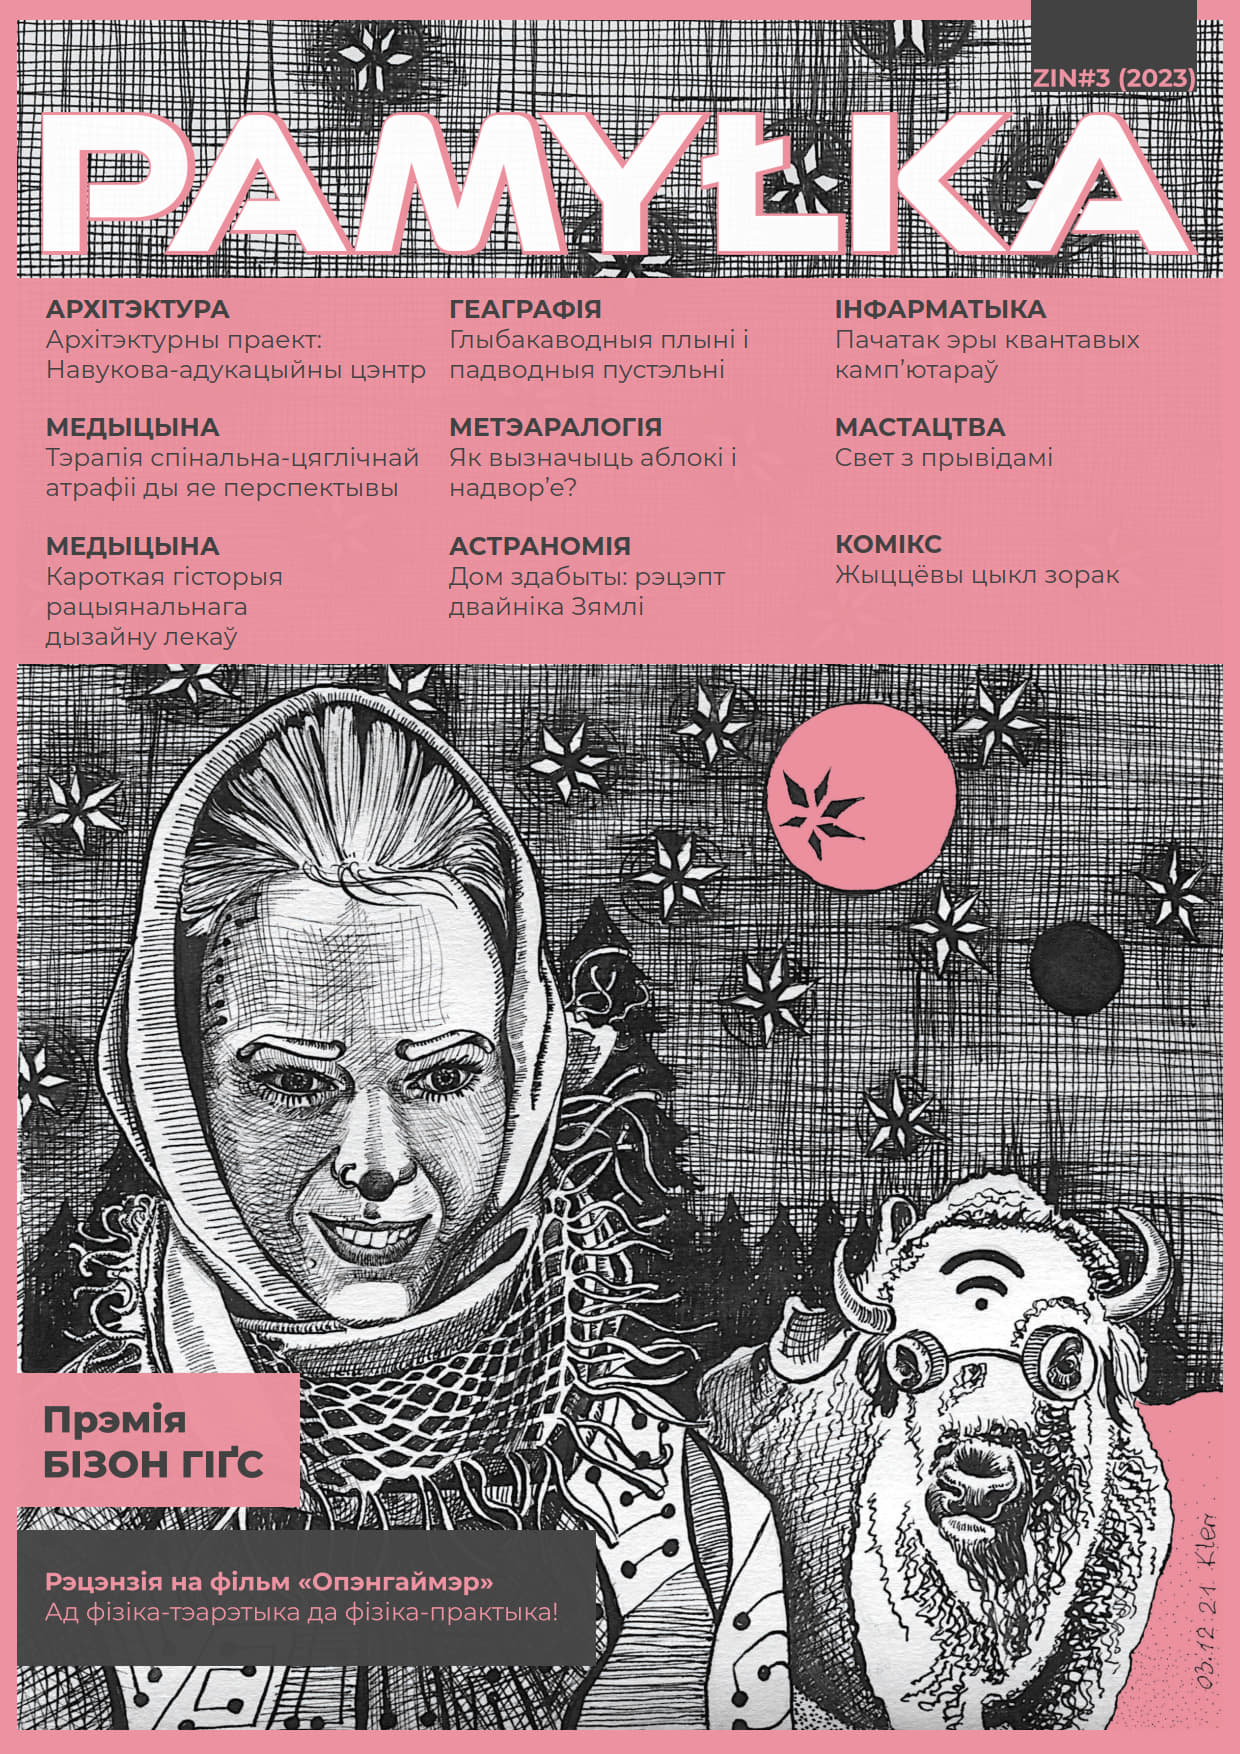 ZIN#3 (2023)
PAMYŁKA
АРХІТЭКТУРА
Архітэктурны праект:
Навукова-адукацыйны цэнтр
МЕДЫЦЫНА
Тэрапія спінальна-цяглічнай
атрафіі ды яе перспектывы
МЕДЫЦЫНА
Кароткая гісторыя
рацыянальнага
дызайну лекаў
ГЕАГРАФІЯ
Глыбакаводныя плыні і
падводныя пустэльні
МЕТЭАРАЛОГІЯ
Як вызначыць аблокі і
надвор’е?
АСТРАНОМІЯ
Дом здабыты: рэцэпт
двайніка Зямлі
ІНФАРМАТЫКА
Пачатак эры квантавых
камп’ютараў
МАСТАЦТВА
Свет з прывідамі
КОМІКС
Жыццёвы цыкл зорак
Прэмія
БІЗОН ГІҐС
Рэцэнзія на фільм «Опэнгаймэр»
Ад фізіка-тэарэтыка да фізіка-практыка!
03.12 21 Kleri